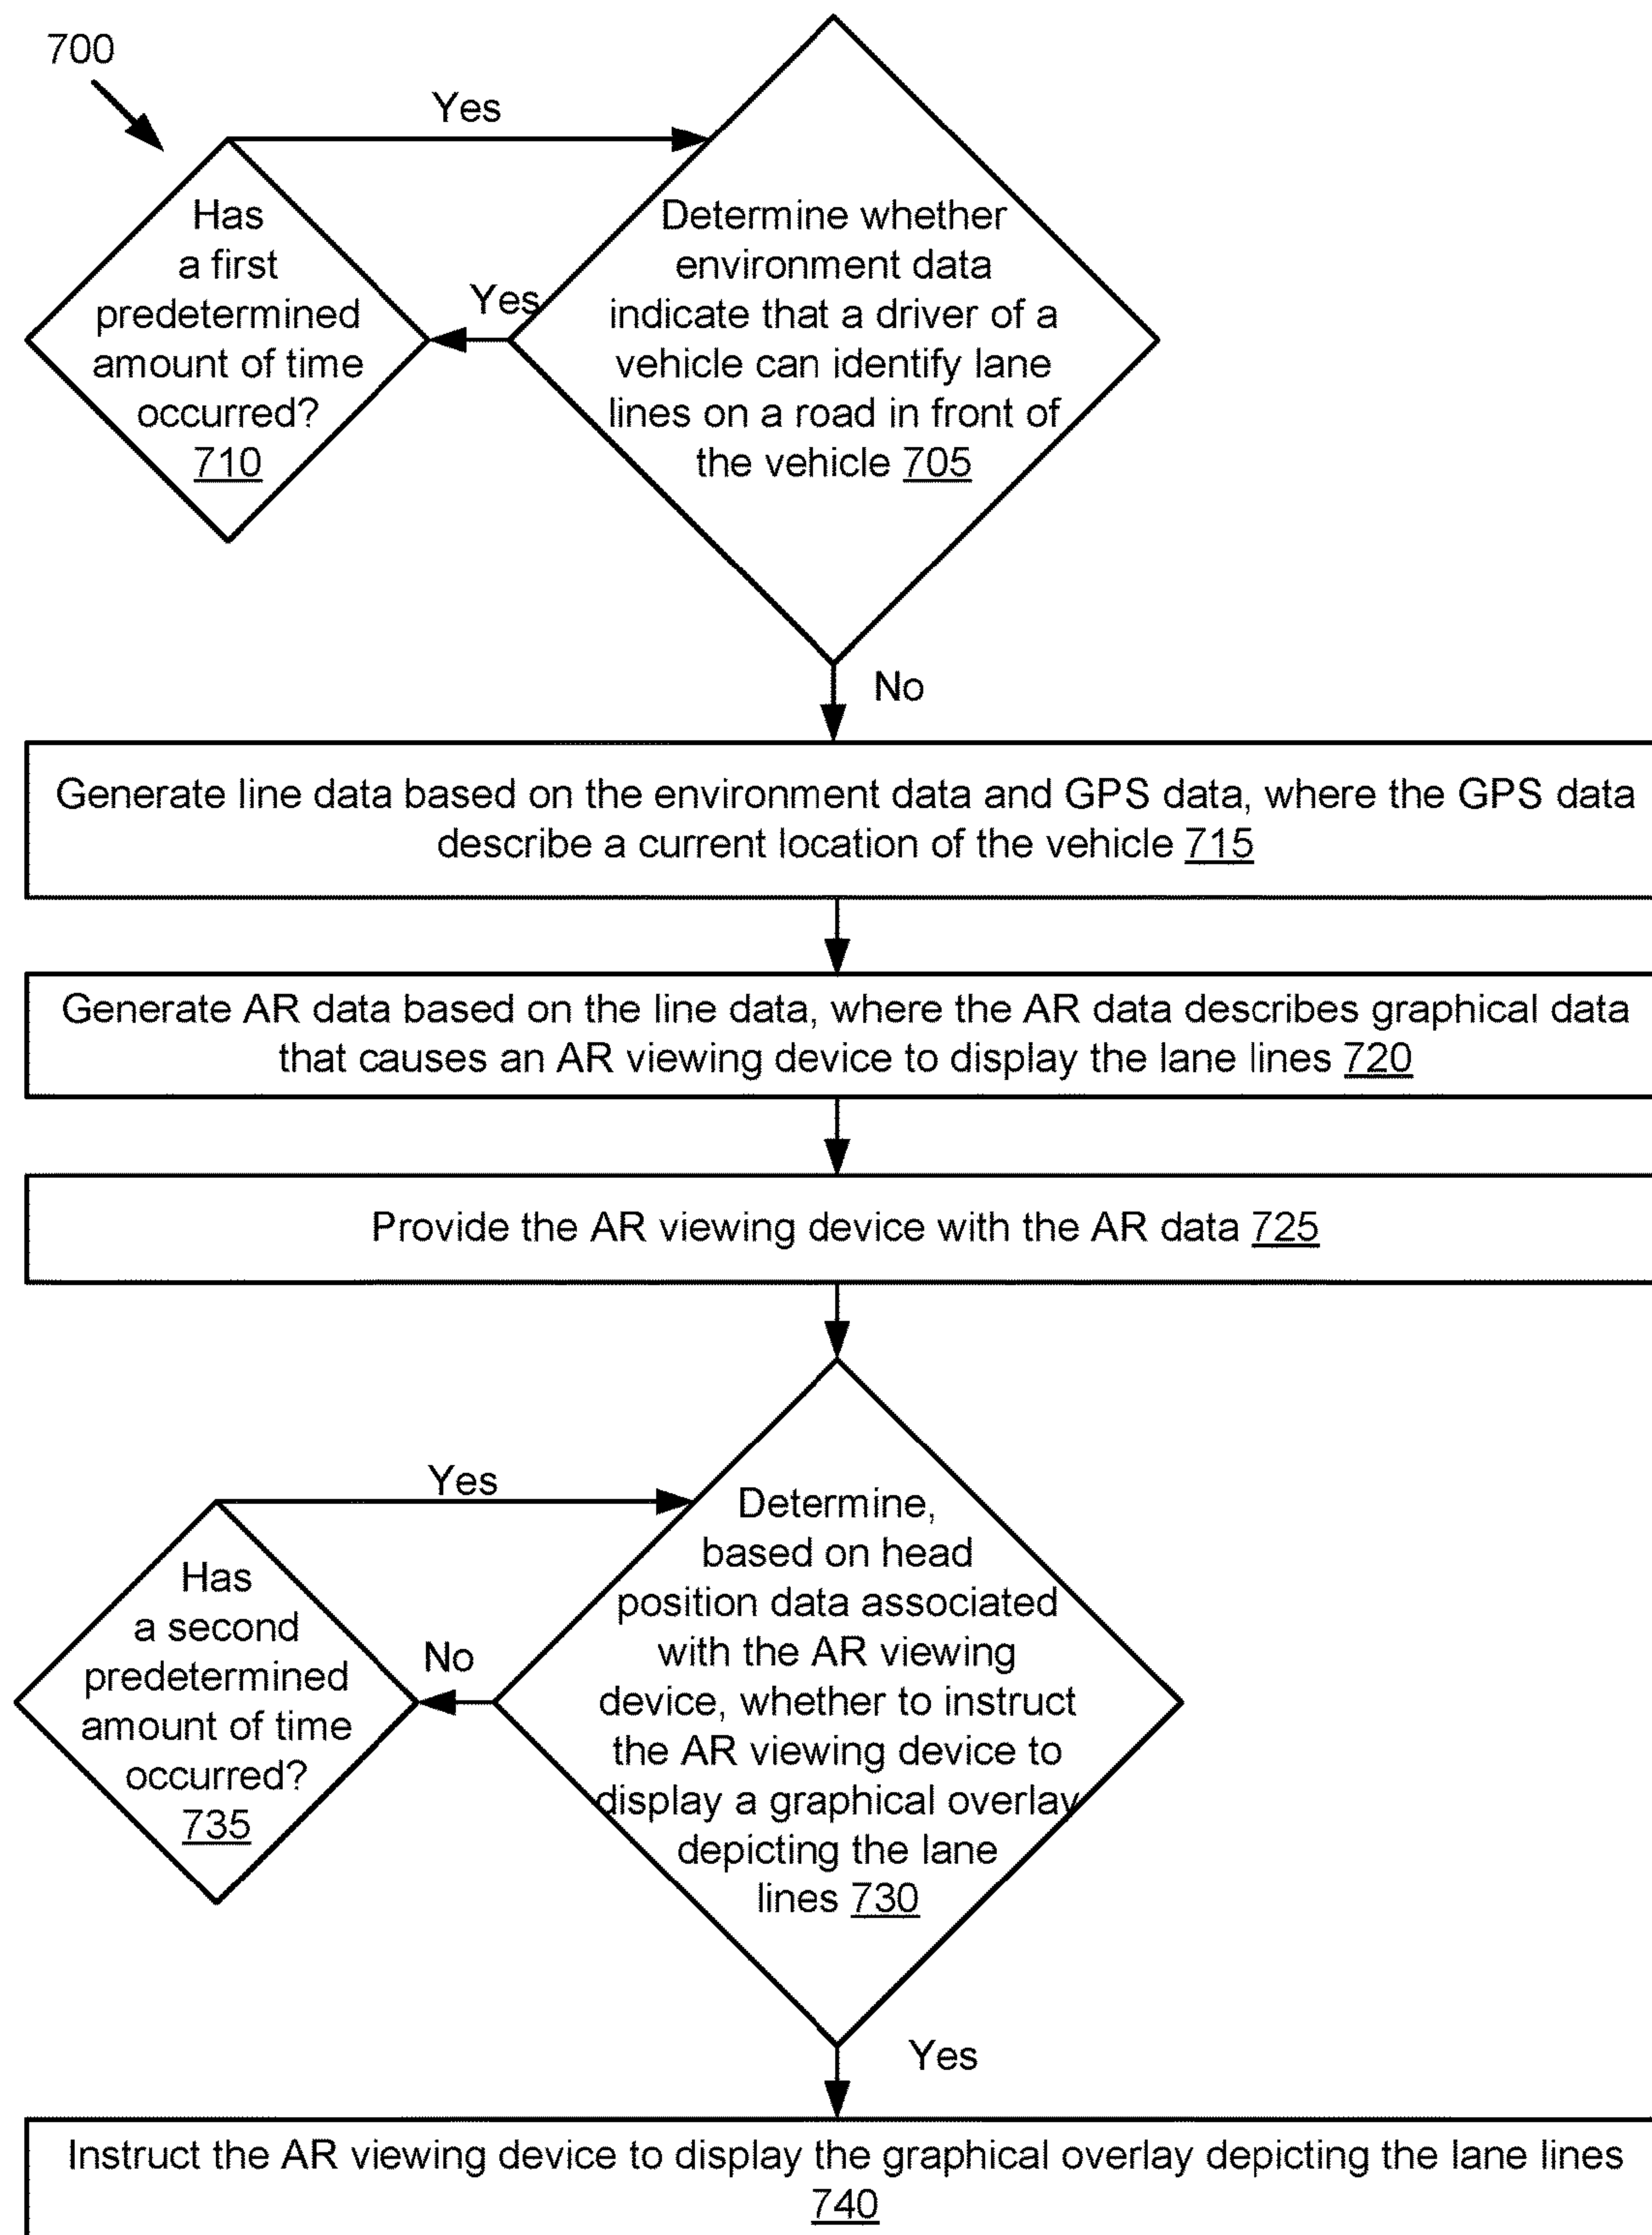 700
Yes
Has
a first
predetermined
amount of time
occurred?
710
Yes
Determine whether
environment data
indicate that a driver of a
vehicle can identify lane
lines on a road in front of
the vehicle 705
No
Generate line data based on the environment data and GPS data, where the GPS data
describe a current location of the vehicle 715
Generate AR data based on the line data, where the AR data describes graphical data
that causes an AR viewing device to display the lane lines 720
Provide the AR viewing device with the AR data 725
Yes
Has
a second
predetermined
amount of time
occurred?
735
No
Determine,
based on head
position data associated
with the AR viewing
device, whether to instruct
the AR viewing device to
display a graphical overlay
depicting the lane
lines 730
Yes
Instruct the AR viewing device to display the graphical overlay depicting the lane lines
740